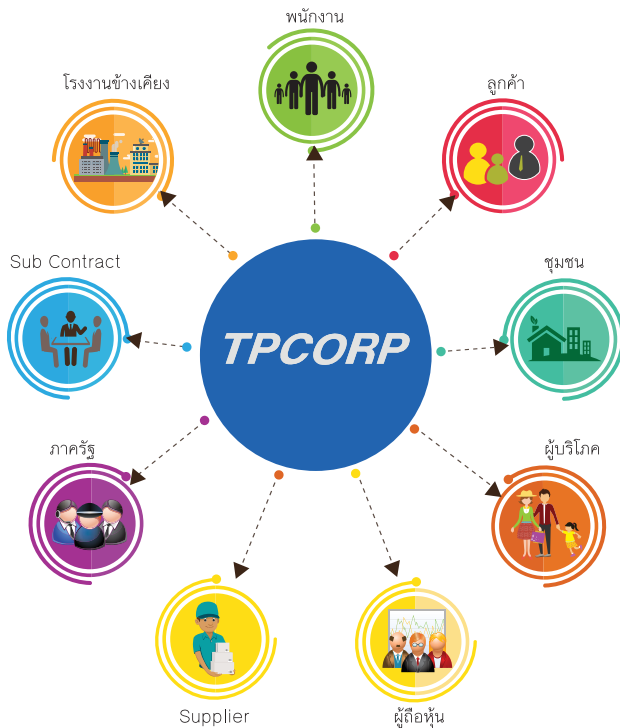 พนักงาน
โรงงานข้างเคียง
ลูกค้า
Sub Contract
ชุมชน
TPCORP
ภาครัฐ
ผู้บริโภค
Supplier
ผู้ถือหุ้น